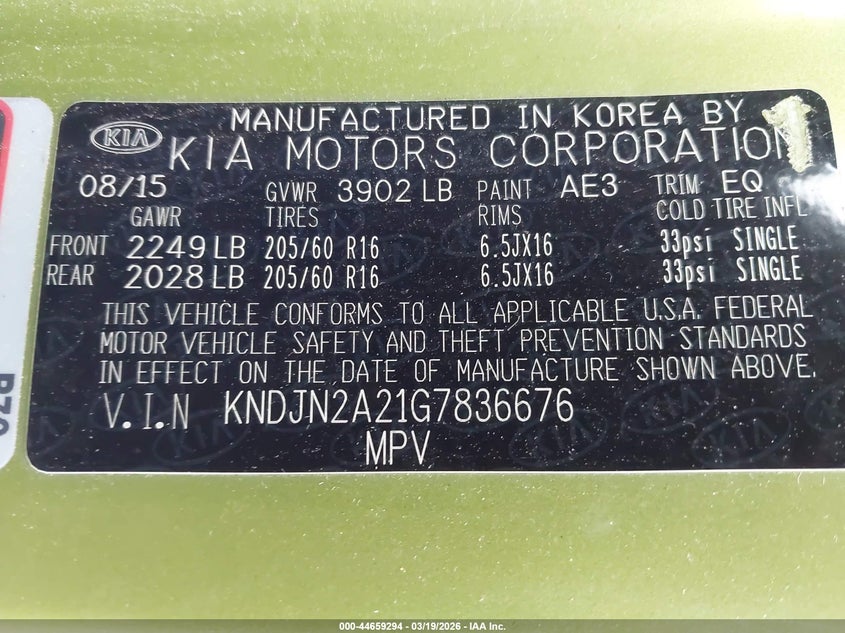 KIA
MANUFACTURED IN KOREA BY
KIA MOTORS CORPORATION
08/15 GVWR 3902 LB PAINT AE3 TRIM EQ
GAWR TIRES RIMS COLD TIRE INFL
FRONT 2249 LB 205/60 R16 6.5JX16 33psi SINGLE
REAR 2028 LB 205/60 R16 6.5JX16 33psi SINGLE
THIS VEHICLE CONFORMS TO ALL APPLICABLE U.S.A. FEDERAL
MOTOR VEHICLE SAFETY AND THEFT PREVENTION STANDARDS
IN EFFECT ON THE DATE OF MANUFACTURE SHOWN ABOVE.
V.I.N KNDJN2A21G7836676
MPV
000-44659294 - 03/19/2026 - IAA Inc.